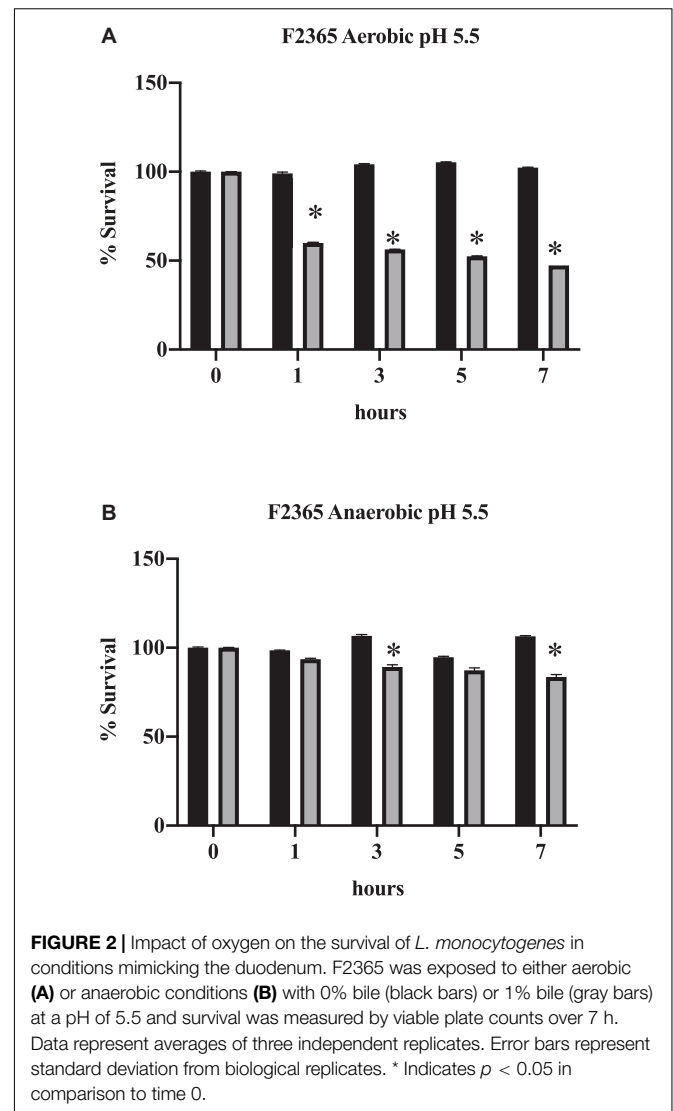 A
F2365 Aerobic pH 5.5
150
100
50
0
% Survival
*
*
*
*
0 1 3 5 7
hours
B
F2365 Anaerobic pH 5.5
150
100
50
0
% Survival
*
*
0 1 3 5 7
hours
FIGURE 2 | Impact of oxygen on the survival of L. monocytogenes in
conditions mimicking the duodenum. F2365 was exposed to either aerobic
(A) or anaerobic conditions (B) with 0% bile (black bars) or 1% bile (gray bars)
at a pH of 5.5 and survival was measured by viable plate counts over 7 h.
Data represent averages of three independent replicates. Error bars represent
standard deviation from biological replicates. * Indicates p < 0.05 in
comparison to time 0.